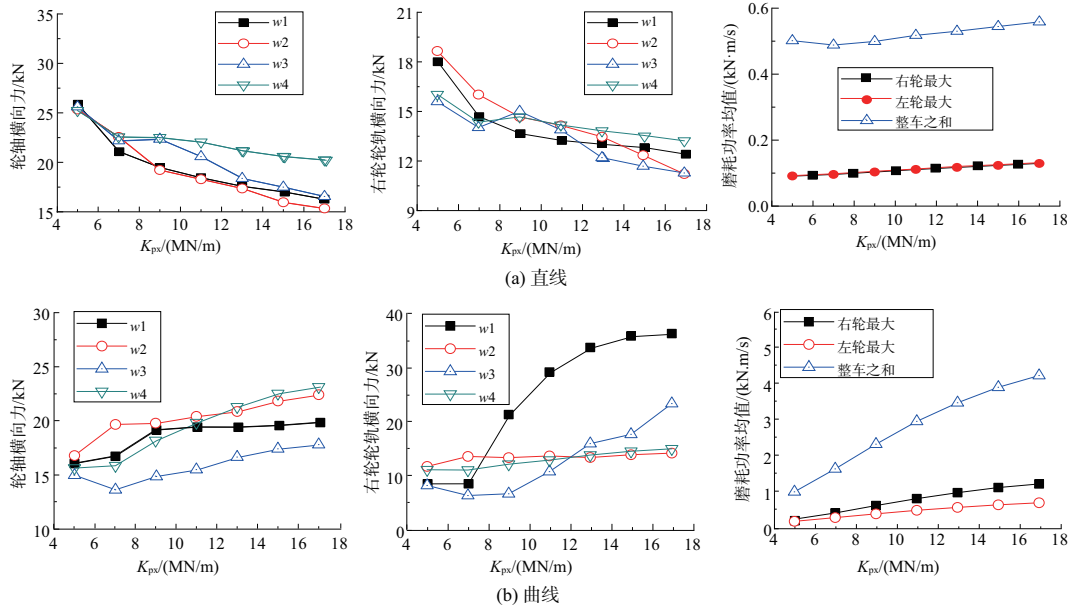 轮轴横向力/kN
35
30
25
20
15
w1
w2
w3
w4
4 6 8 10 12 14 16 18
Kpx/(MN/m)
右轮轮轨横向力/kN
21
18
15
12
9
w1
w2
w3
w4
4 6 8 10 12 14 16 18
Kpx/(MN/m)
磨耗功率均值/(kN·m/s)
0.6
0.4
0.2
0.0
右轮最大
左轮最大
整车之和
4 6 8 10 12 14 16 18
Kpx/(MN/m)
(a) 直线
轮轴横向力/kN
30
25
20
15
10
w1
w2
w3
w4
4 6 8 10 12 14 16 18
Kpx/(MN/m)
右轮轮轨横向力/kN
40
30
20
10
0
w1
w2
w3
w4
4 6 8 10 12 14 16 18
Kpx/(MN/m)
磨耗功率均值/(kN.m/s)
6
5
4
3
2
1
0
右轮最大
左轮最大
整车之和
4 6 8 10 12 14 16 18
Kpx/(MN/m)
(b) 曲线